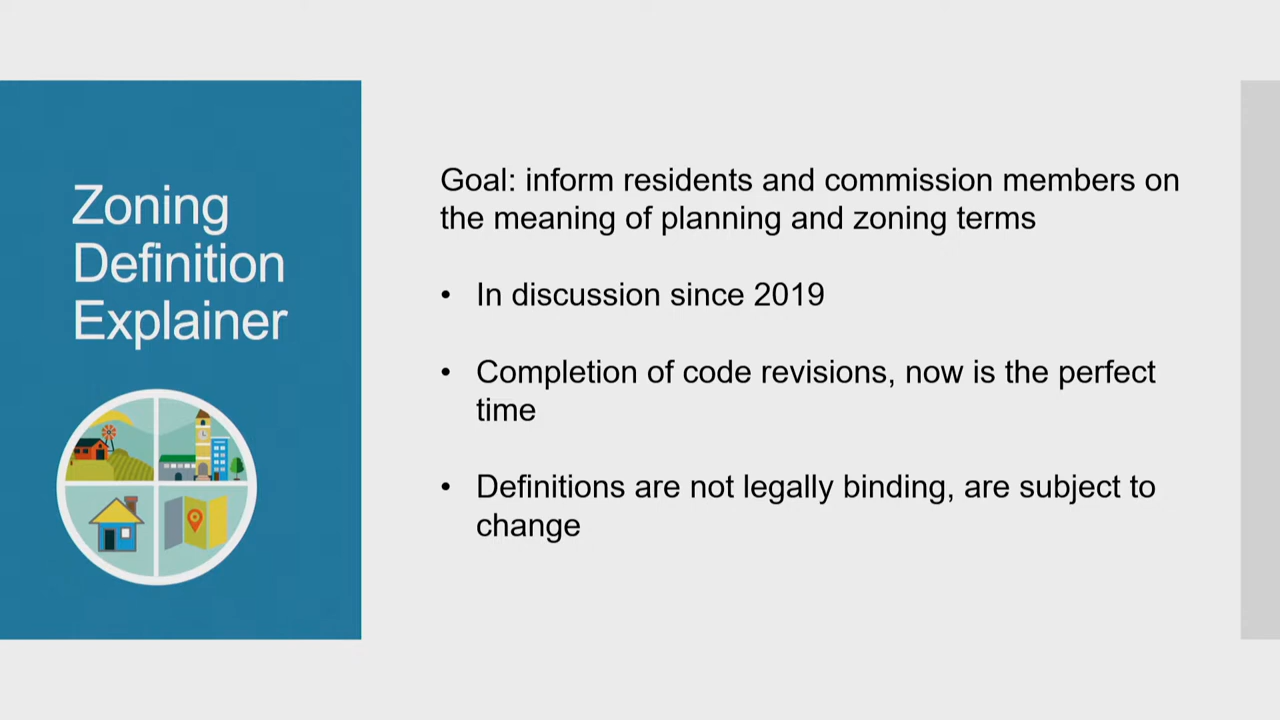 Zoning
Definition
Explainer
Goal: inform residents and commission members on
the meaning of planning and zoning terms
• In discussion since 2019
• Completion of code revisions, now is the perfect
time
• Definitions are not legally binding, are subject to
change